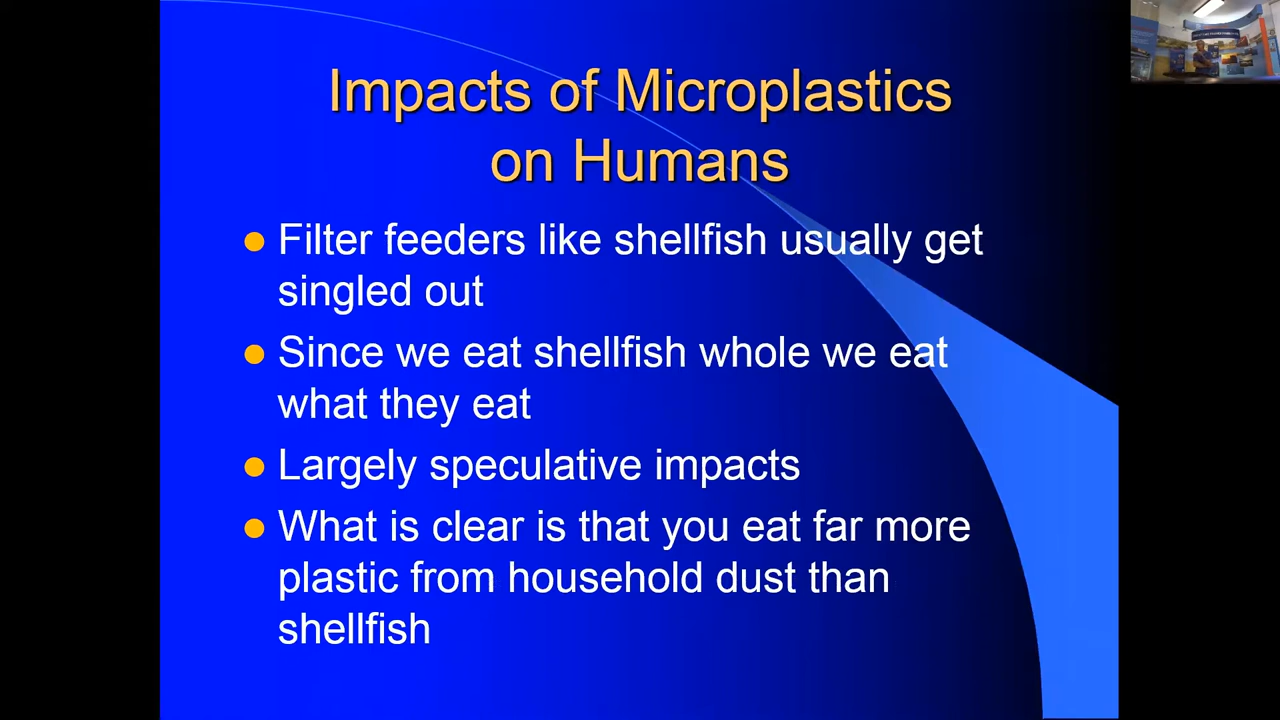 Impacts of Microplastics
on Humans
Filter feeders like shellfish usually get
singled out
Since we eat shellfish whole we eat
what they eat
Largely speculative impacts
What is clear is that you eat far more
plastic from household dust than
shellfish